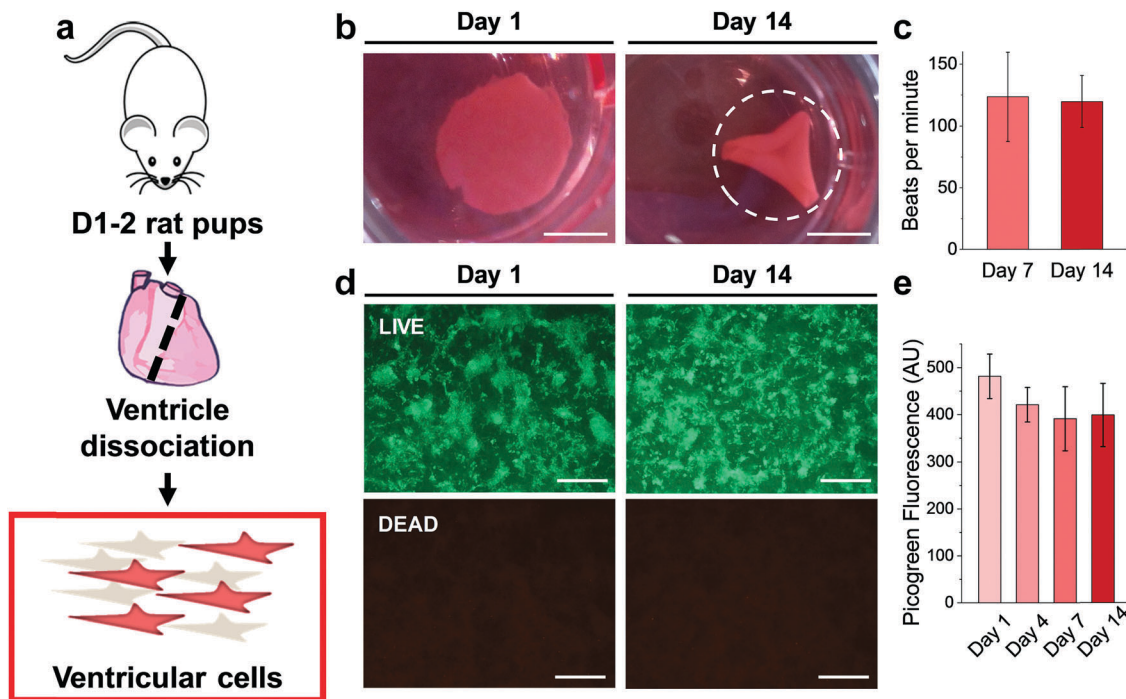 a
D1-2 rat pups
Ventricle
dissociation
Ventricular cells
b
Day 1
Day 14
c
Beats per minute
150
100
50
0
Day 7
Day 14
d
Day 1
Day 14
LIVE
DEAD
e
Picogreen Fluorescence (AU)
500
400
300
200
100
0
Day 1
Day 4
Day 7
Day 14